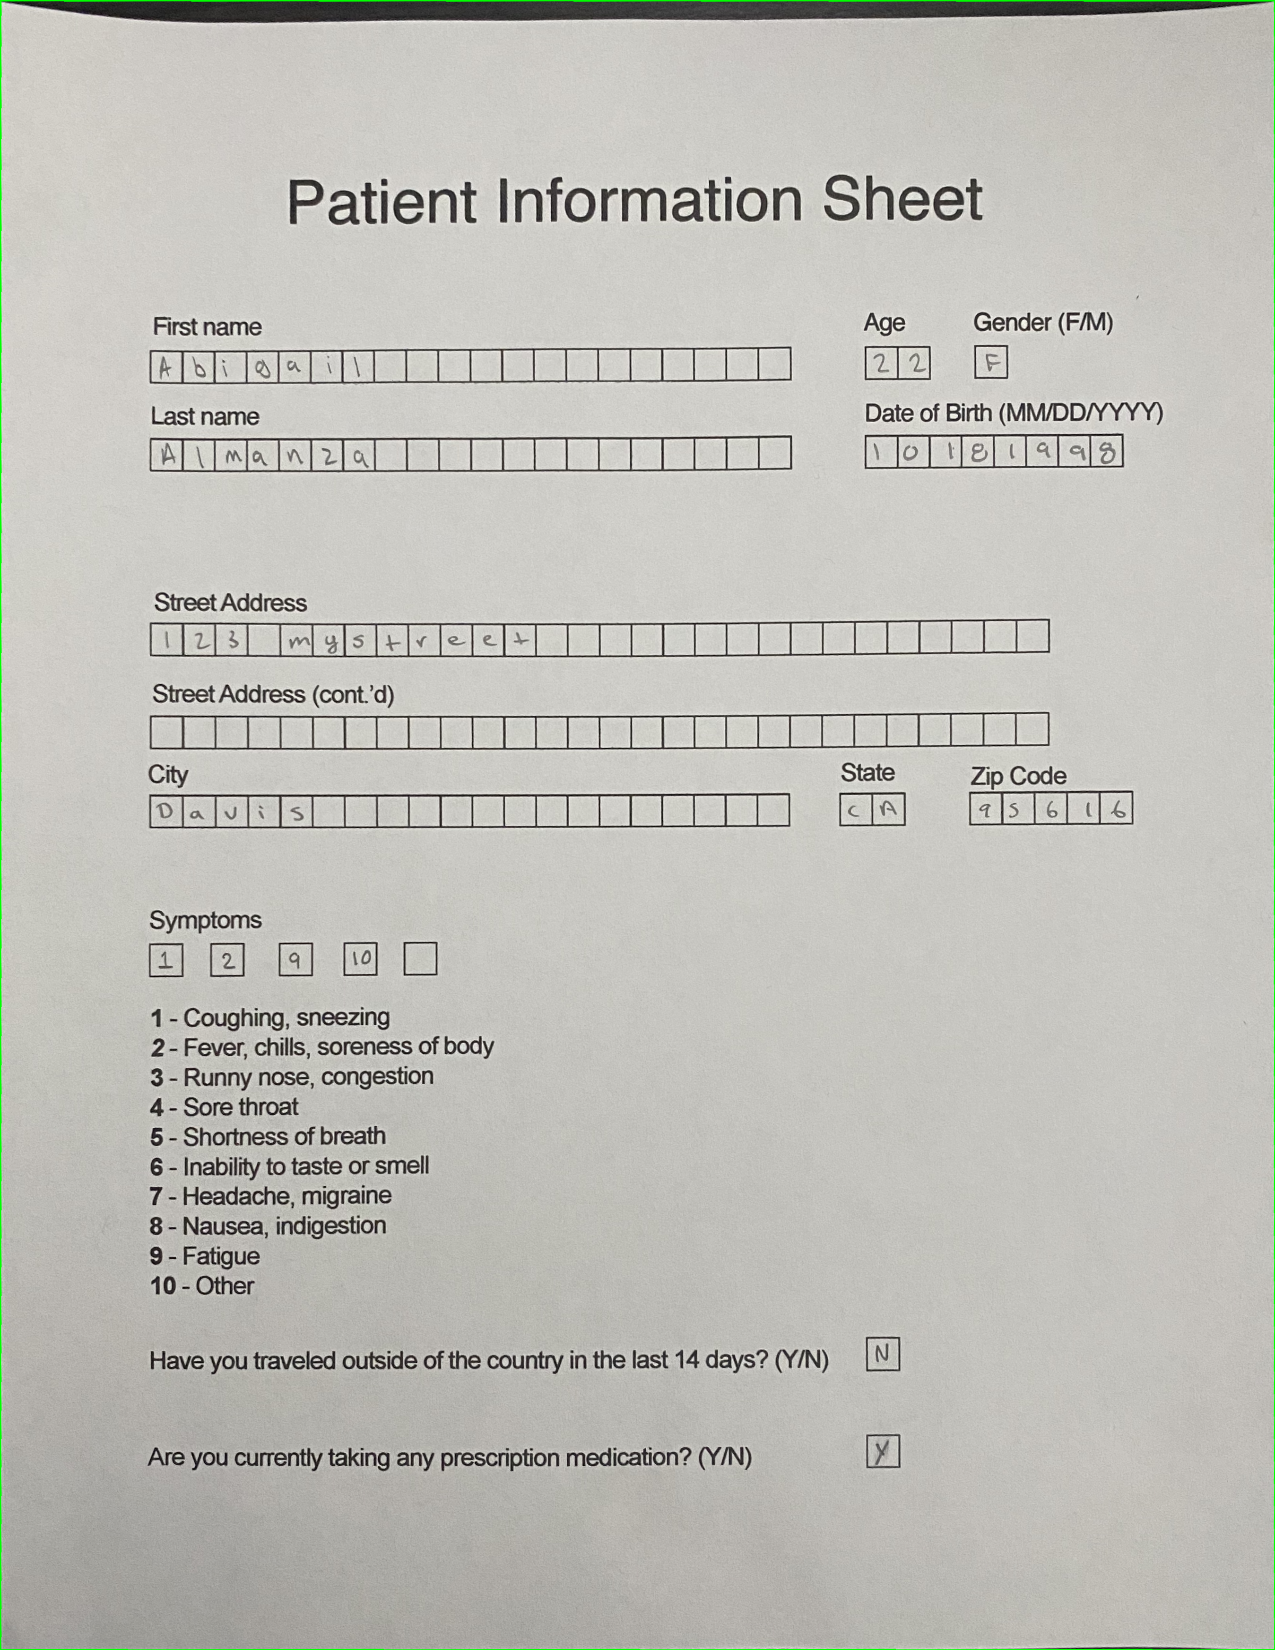 Patient Information Sheet
First name Age Gender (F/M)
Abigail 22 F
Last name Date of Birth (MM/DD/YYYY)
Almanza 10181998
Street Address
123 mystreet
Street Address (cont.'d)
City State Zip Code
Davis CA 95616
Symptoms
1 2 9 10
1 - Coughing, sneezing
2 - Fever, chills, soreness of body
3 - Runny nose, congestion
4 - Sore throat
5 - Shortness of breath
6 - Inability to taste or smell
7 - Headache, migraine
8 - Nausea, indigestion
9 - Fatigue
10 - Other
Have you traveled outside of the country in the last 14 days? (Y/N) N
Are you currently taking any prescription medication? (Y/N) Y